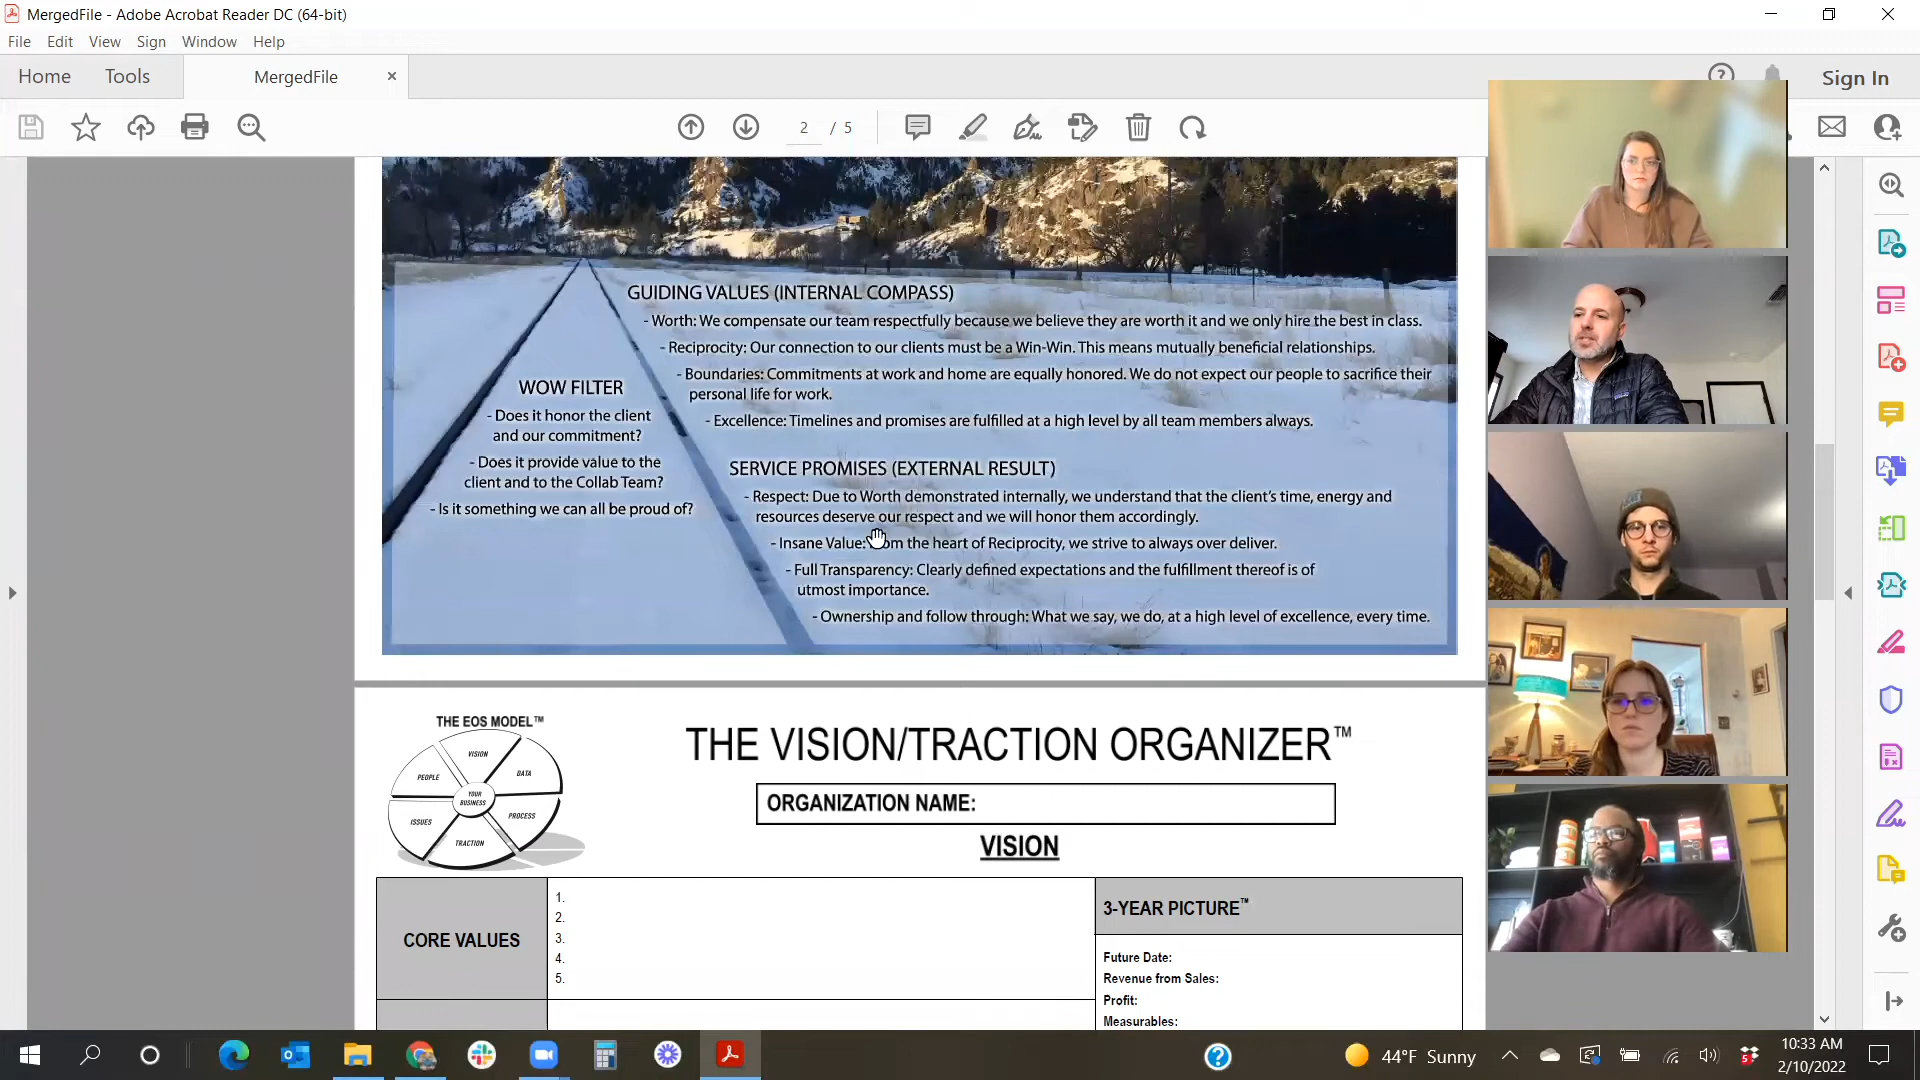 MergedFile - Adobe Acrobat Reader DC (64-bit)
File Edit View Sign Window Help
Home Tools MergedFile × Sign In
2 / 5
GUIDING VALUES (INTERNAL COMPASS)
- Worth: We compensate our team respectfully because we believe they are worth it and we only hire the best in class.
- Reciprocity: Our connection to our clients must be a Win-Win. This means mutually beneficial relationships.
- Boundaries: Commitments at work and home are equally honored. We do not expect our people to sacrifice their
personal life for work.
- Excellence: Timelines and promises are fulfilled at a high level by all team members always.
WOW FILTER
- Does it honor the client
and our commitment?
- Does it provide value to the
client and to the Collab Team?
- Is it something we can all be proud of?
SERVICE PROMISES (EXTERNAL RESULT)
- Respect: Due to Worth demonstrated internally, we understand that the client's time, energy and
resources deserve our respect and we will honor them accordingly.
- Insane Value: the heart of Reciprocity, we strive to always over deliver.
- Full Transparency: Clearly defined expectations and the fulfillment thereof is of
utmost importance.
- Ownership and follow through: What we say, we do, at a high level of excellence, every time.
THE EOS MODEL™
VISION
DATA
PEOPLE
YOUR
BUSINESS
PROCESS
ISSUES
TRACTION
THE VISION/TRACTION ORGANIZER™
ORGANIZATION NAME:
VISION
CORE VALUES
1.
2.
3.
4.
5.
3-YEAR PICTURE™
Future Date:
Revenue from Sales:
Profit:
Measurables:
44°F Sunny
10:33 AM
2/10/2022